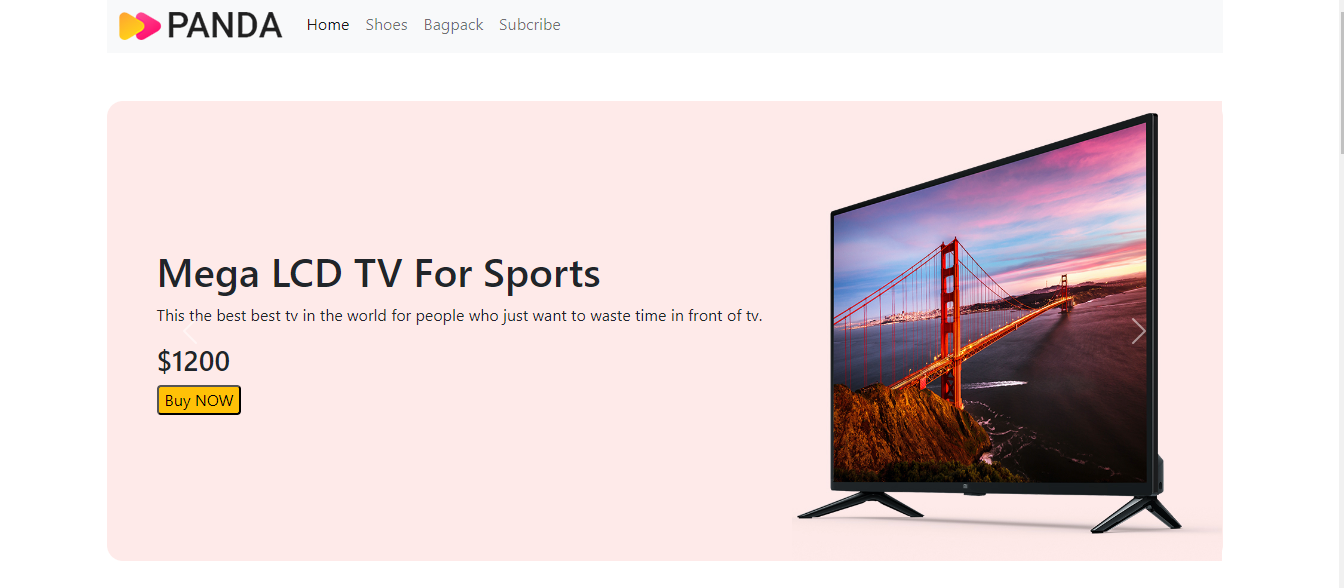 PANDA Home Shoes Bagpack Subcribe
Mega LCD TV For Sports
This the best best tv in the world for people who just want to waste time in front of tv.
$1200
Buy NOW